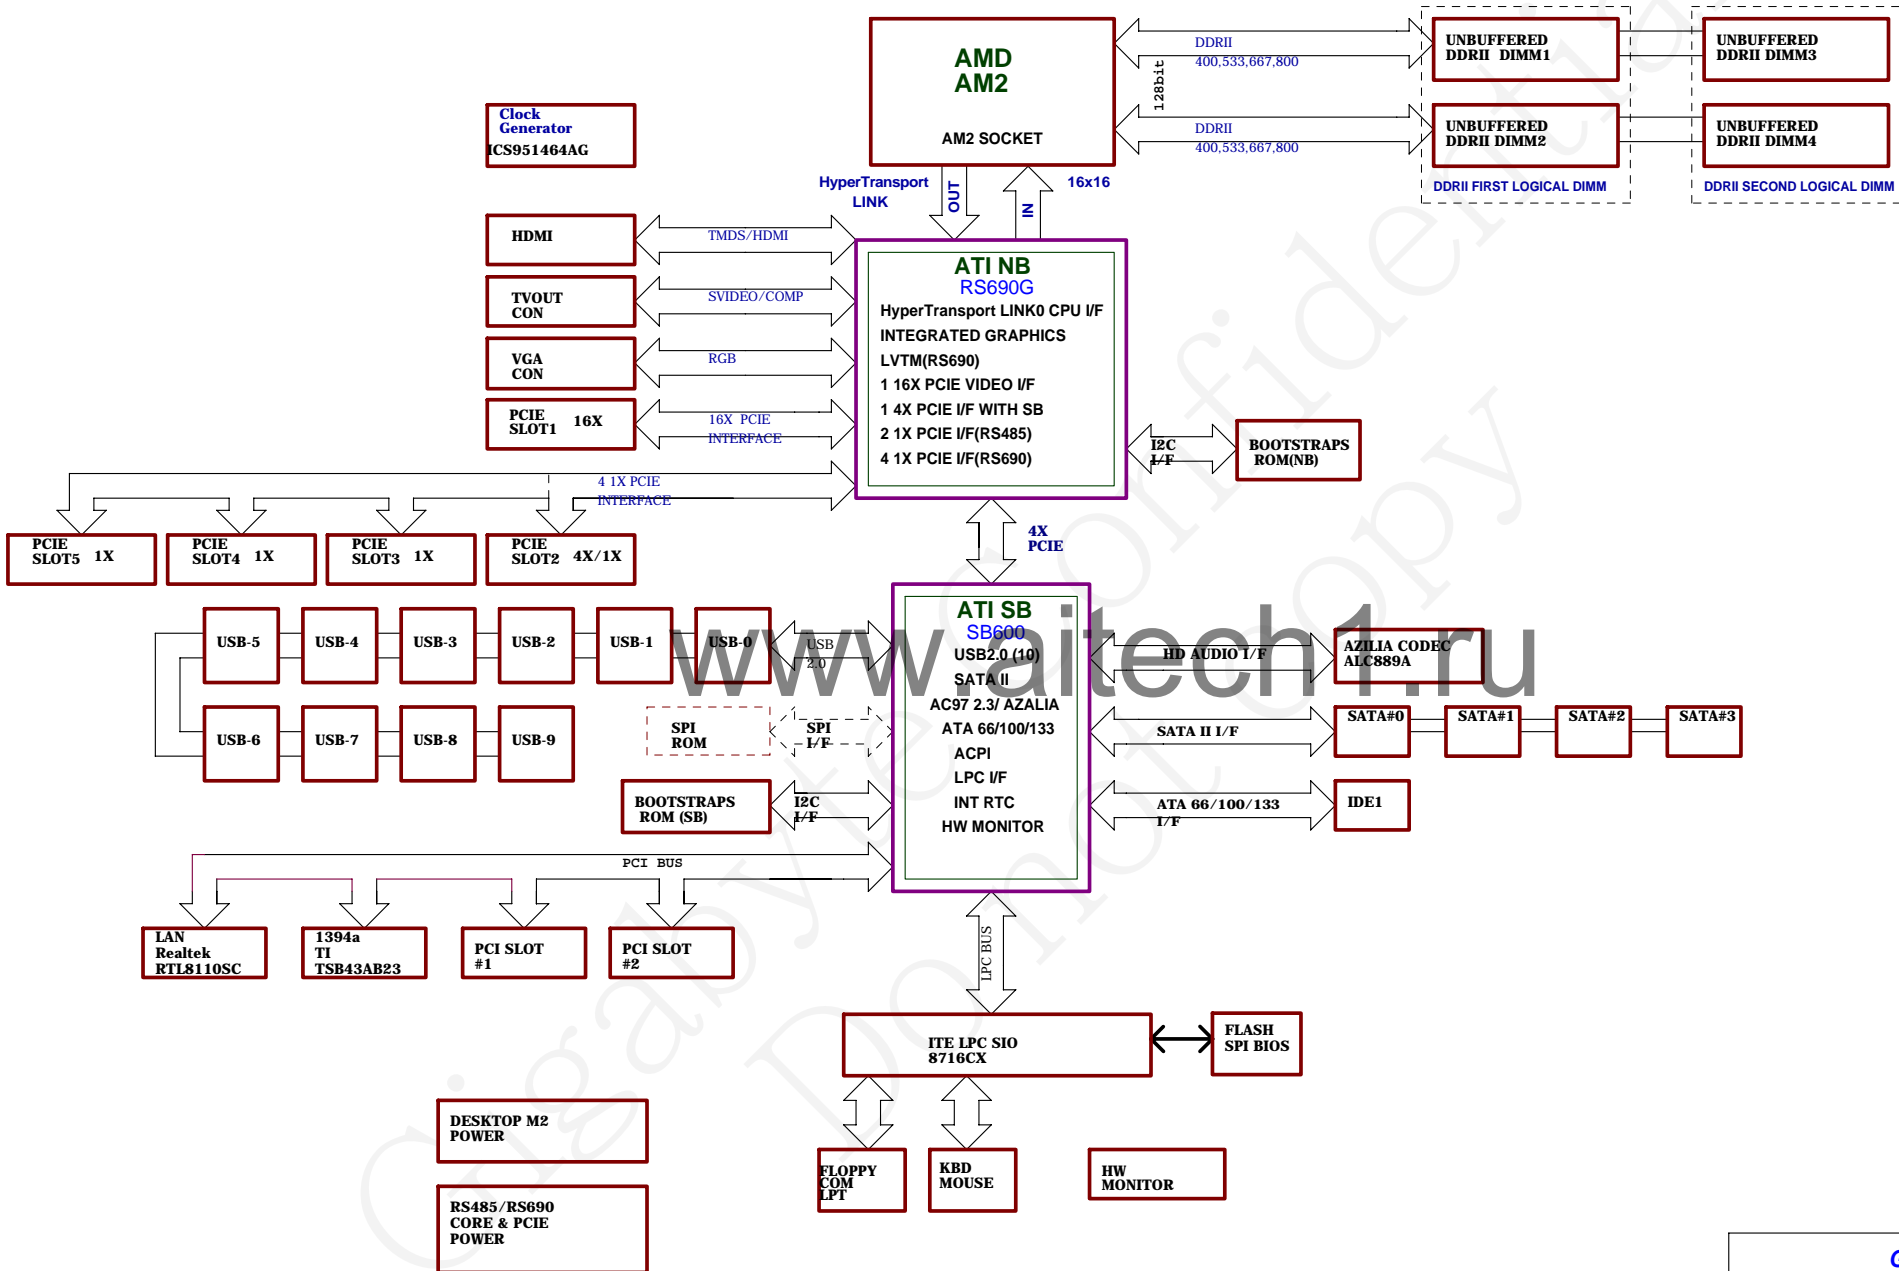 AMD
AM2
AM2 SOCKET
DDRII
400,533,667,800
128bit
DDRII
400,533,667,800
UNBUFFERED
DDRII DIMM1
UNBUFFERED
DDRII DIMM3
UNBUFFERED
DDRII DIMM2
UNBUFFERED
DDRII DIMM4
DDRII FIRST LOGICAL DIMM
DDRII SECOND LOGICAL DIMM
Clock
Generator
ICS951464AG
HyperTransport
LINK
OUT
IN
16x16
HDMI
TMDS/HDMI
TVOUT
CON
SVIDEO/COMP
VGA
CON
RGB
PCIE
SLOT1 16X
16X PCIE
INTERFACE
ATI NB
RS690G
HyperTransport LINK0 CPU I/F
INTEGRATED GRAPHICS
LVTM(RS690)
1 16X PCIE VIDEO I/F
1 4X PCIE I/F WITH SB
2 1X PCIE I/F(RS485)
4 1X PCIE I/F(RS690)
I2C
I/F
BOOTSTRAPS
ROM(NB)
4 1X PCIE
INTERFACE
PCIE
SLOT5 1X
PCIE
SLOT4 1X
PCIE
SLOT3 1X
PCIE
SLOT2 4X/1X
4X
PCIE
USB-5
USB-4
USB-3
USB-2
USB-1
USB-0
USB
2.0
USB-6
USB-7
USB-8
USB-9
SPI
ROM
SPI
I/F
BOOTSTRAPS
ROM (SB)
I2C
I/F
ATI SB
SB600
USB2.0 (10)
SATA II
AC97 2.3/ AZALIA
ATA 66/100/133
ACPI
LPC I/F
INT RTC
HW MONITOR
HD AUDIO I/F
AZILIA CODEC
ALC889A
SATA II I/F
SATA#0
SATA#1
SATA#2
SATA#3
ATA 66/100/133
I/F
IDE1
www.aitech1.ru
PCI BUS
LAN
Realtek
RTL8110SC
1394a
TI
TSB43AB23
PCI SLOT
#1
PCI SLOT
#2
LPC BUS
ITE LPC SIO
8716CX
FLASH
SPI BIOS
FLOPPY
COM
LPT
KBD
MOUSE
HW
MONITOR
DESKTOP M2
POWER
RS485/RS690
CORE & PCIE
POWER
Gigabyte Confidential
Do not copy